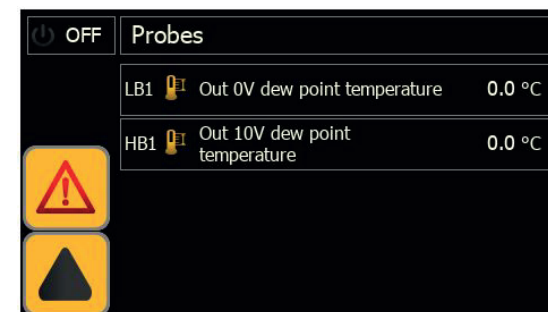 OFF Probes
LB1 Out 0V dew point temperature 0.0 °C
HB1 Out 10V dew point temperature 0.0 °C